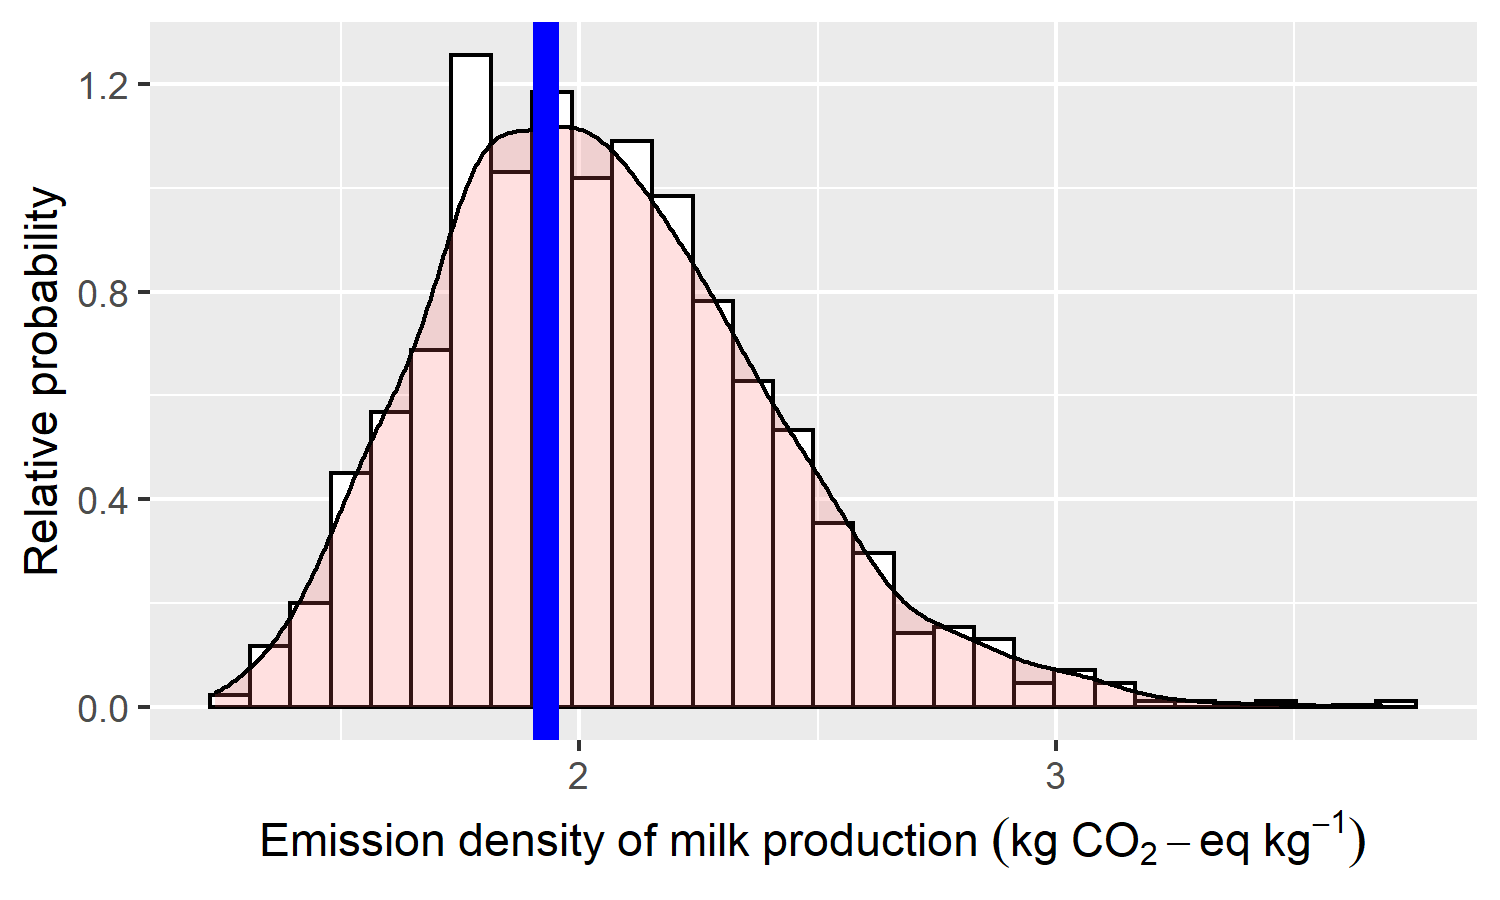 1.2
0.8
0.4
0.0
Relative probability
2 3
Emission density of milk production (kg CO₂−eq kg⁻¹)